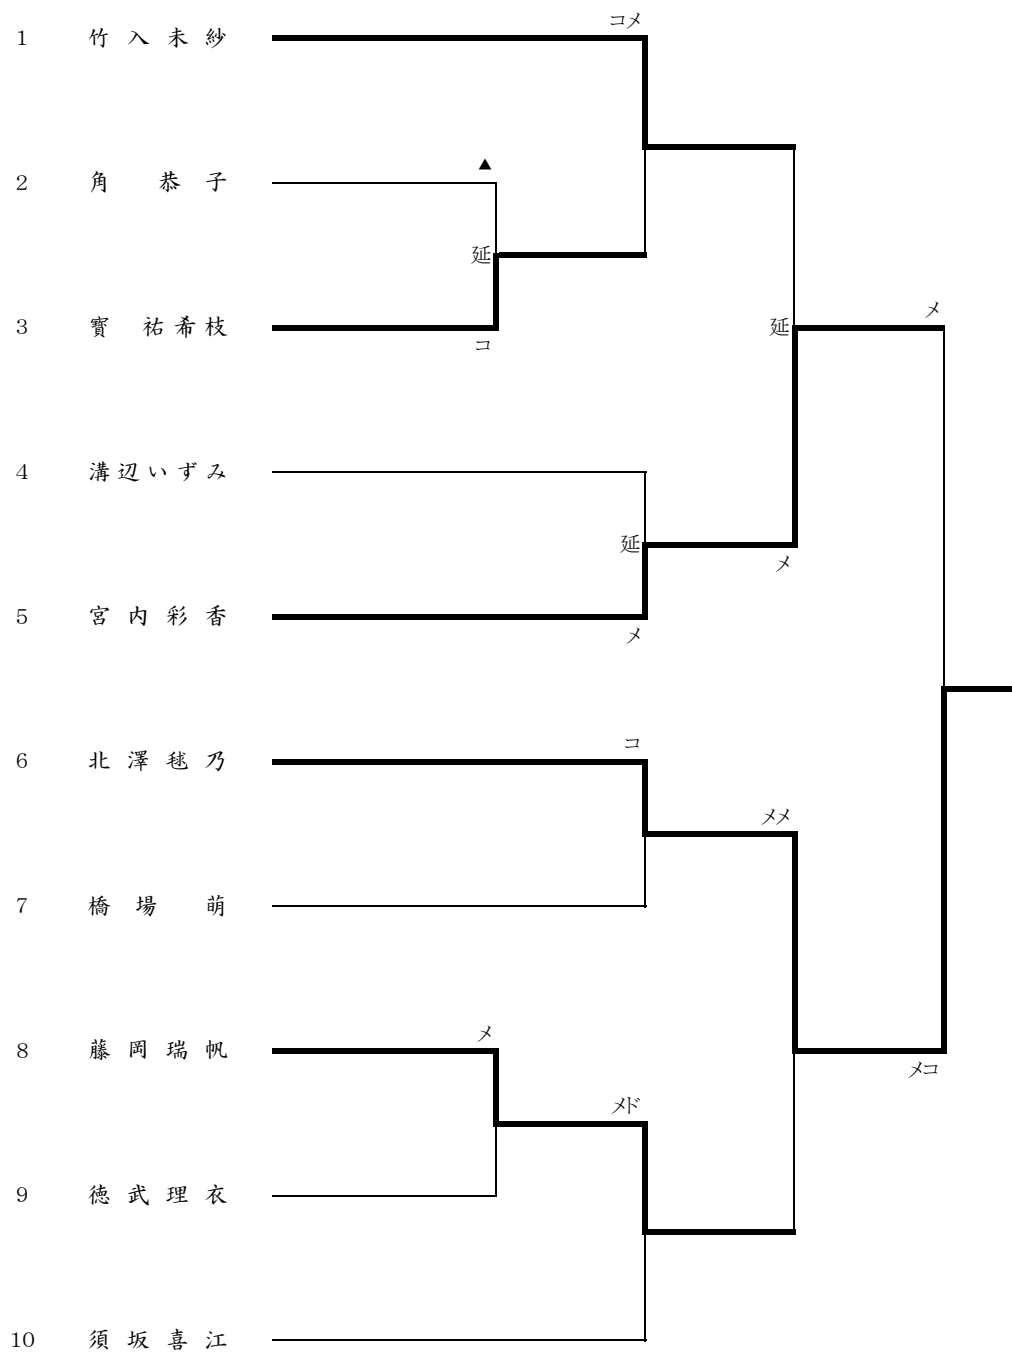 コメ
1 竹入未紗
▲
2 角 恭子
延
3 寳 祐希枝
コ
延
メ
4 溝辺いずみ
延
メ
5 宮内彩香
メ
コ
6 北澤毬乃
メメ
7 橋場 萌
メ
8 藤岡瑞帆
メコ
メド
9 徳武理衣
10 須坂喜江